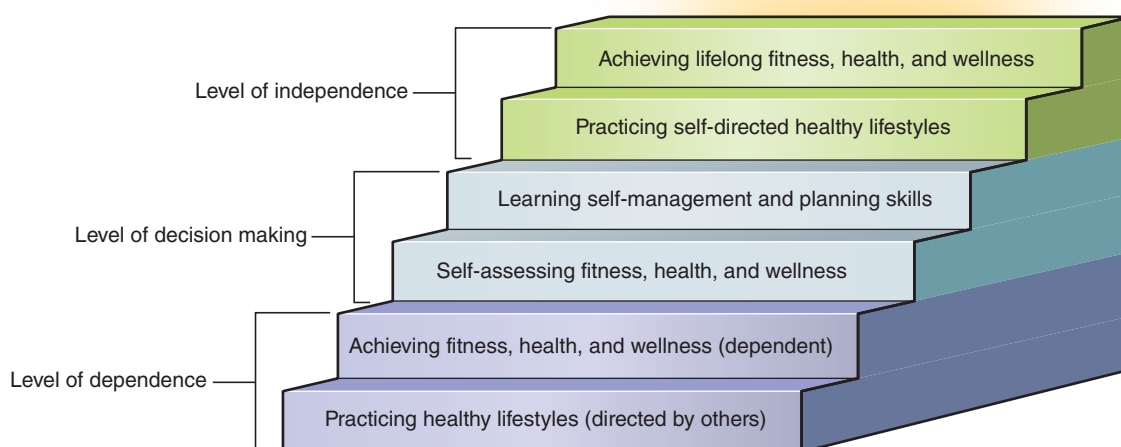 Achieving lifelong fitness, health, and wellness
Level of independence
Practicing self-directed healthy lifestyles
Learning self-management and planning skills
Level of decision making
Self-assessing fitness, health, and wellness
Achieving fitness, health, and wellness (dependent)
Level of dependence
Practicing healthy lifestyles (directed by others)